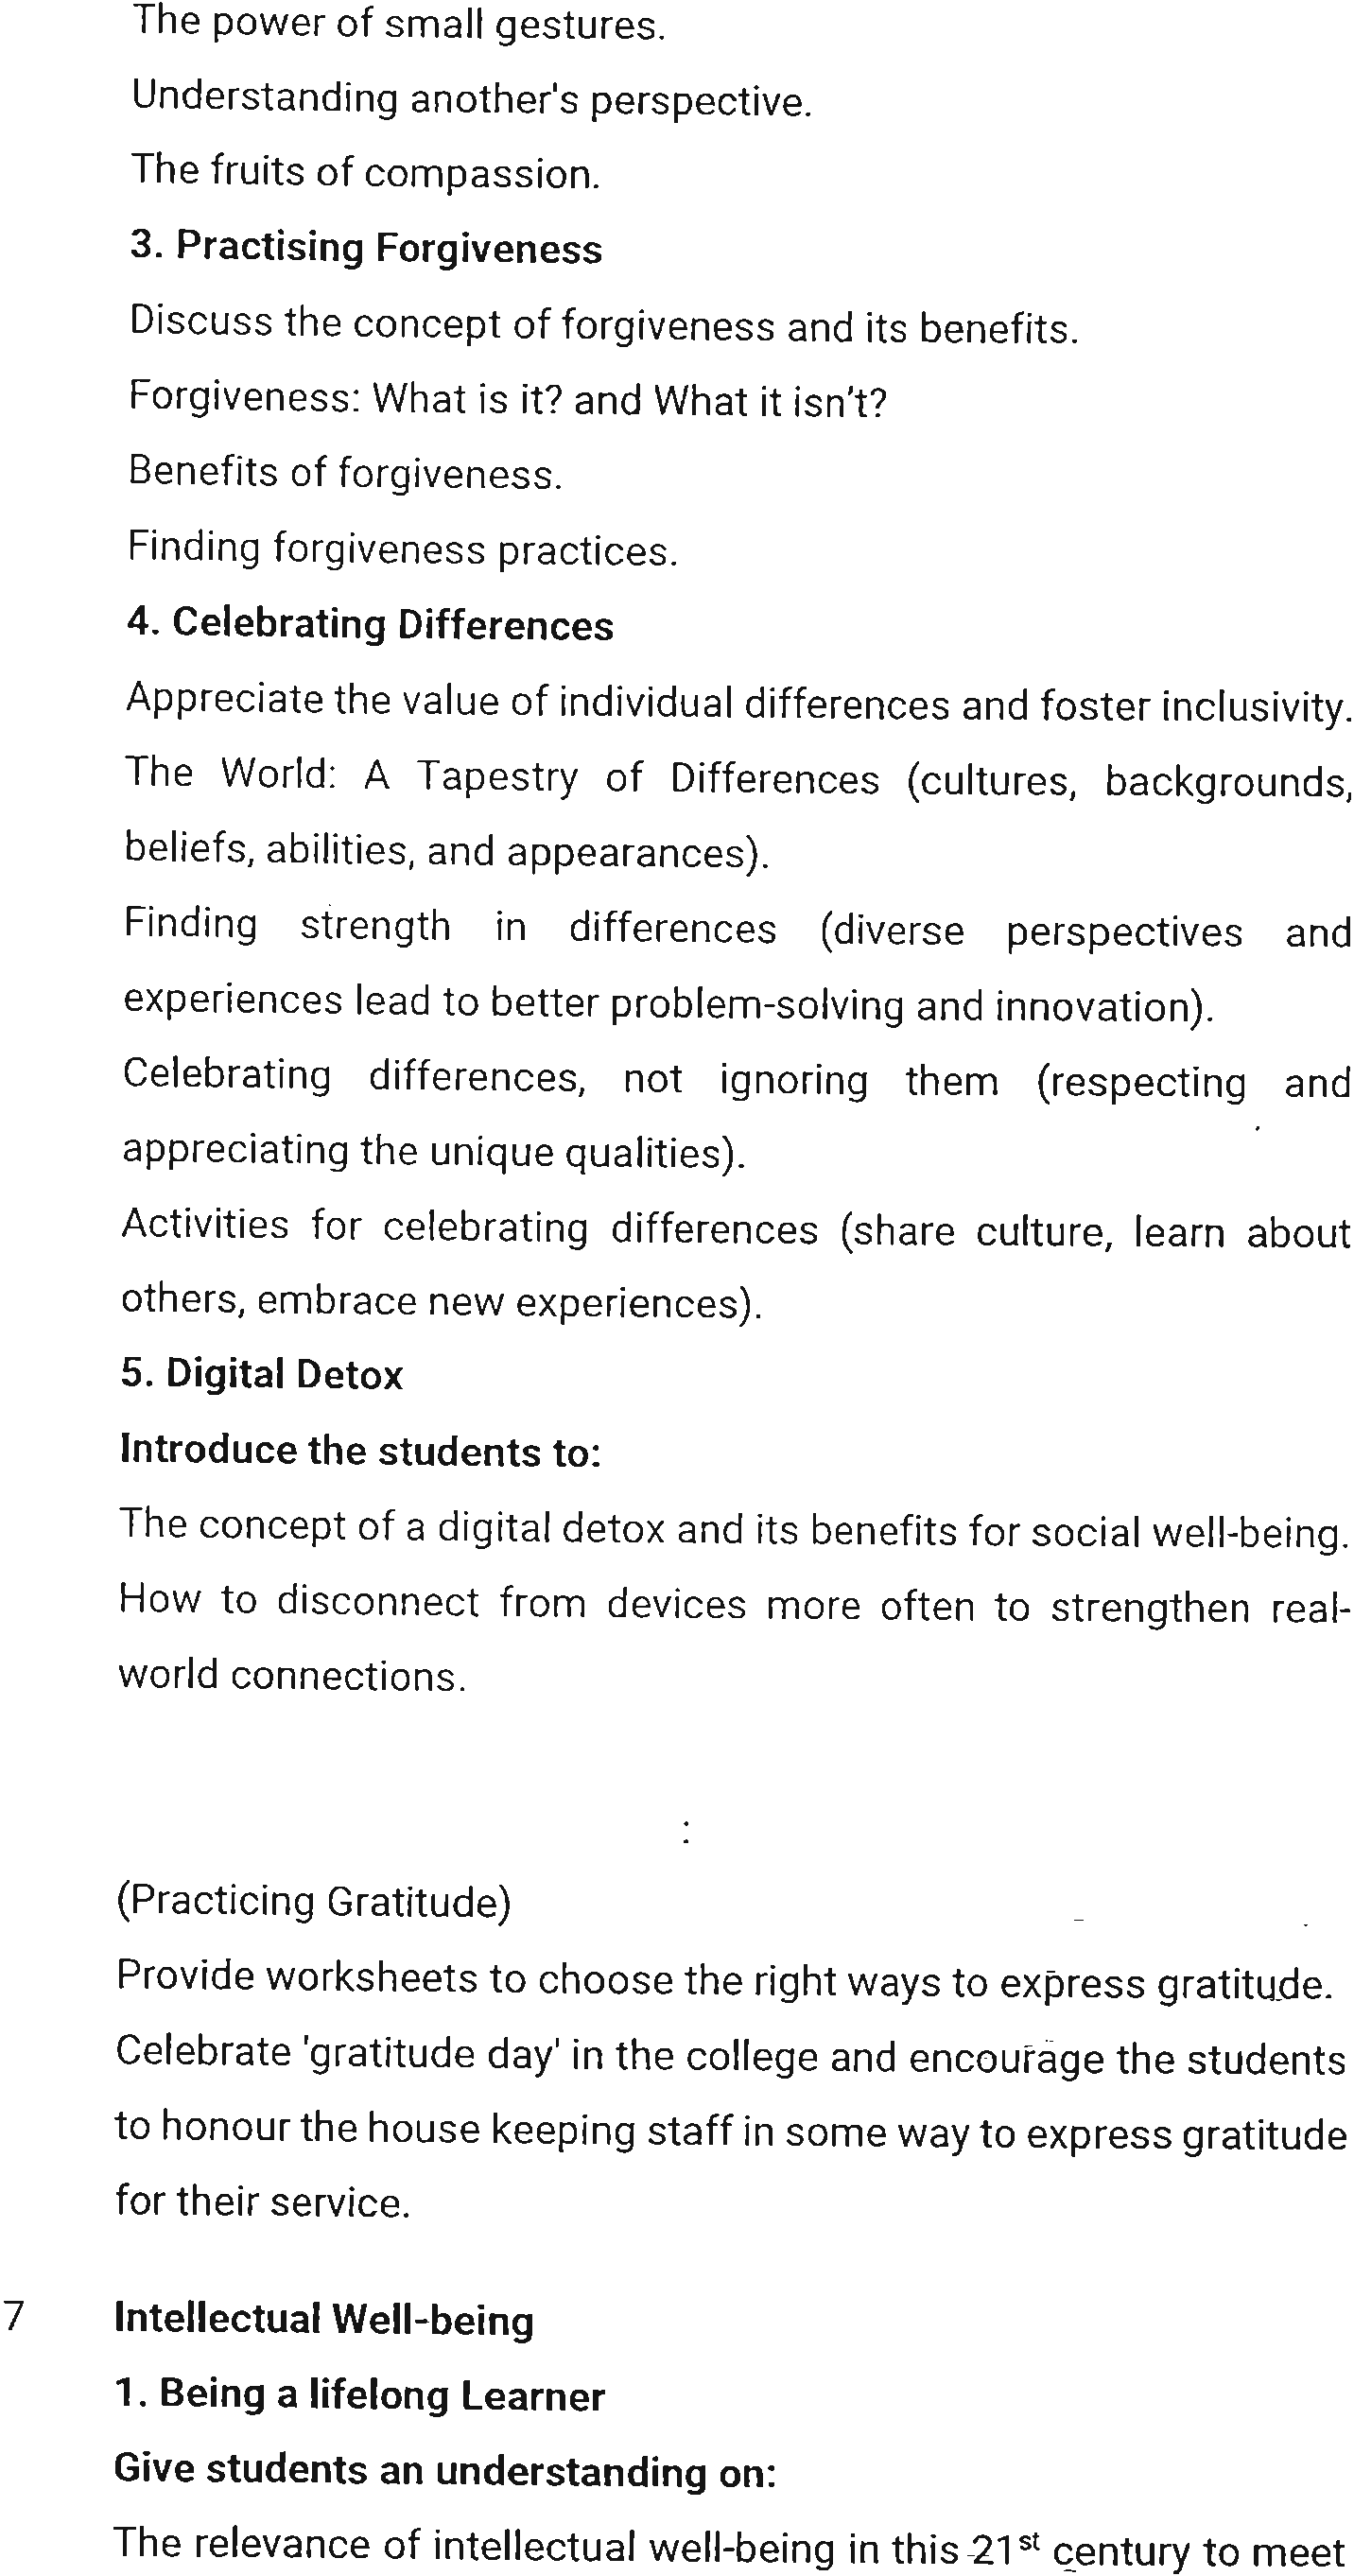 The power of small gestures.
Understanding another's perspective.
The fruits of compassion.
3. Practising Forgiveness
Discuss the concept of forgiveness and its benefits.
Forgiveness: What is it? and What it isn't?
Benefits of forgiveness.
Finding forgiveness practices.
4. Celebrating Differences
Appreciate the value of individual differences and foster inclusivity.
The World: A Tapestry of Differences (cultures, backgrounds,
beliefs, abilities, and appearances).
Finding strength in differences (diverse perspectives and
experiences lead to better problem-solving and innovation).
Celebrating differences, not ignoring them (respecting and
appreciating the unique qualities).
Activities for celebrating differences (share culture, learn about
others, embrace new experiences).
5. Digital Detox
Introduce the students to:
The concept of a digital detox and its benefits for social well-being.
How to disconnect from devices more often to strengthen real-
world connections.
(Practicing Gratitude)
Provide worksheets to choose the right ways to express gratitude.
Celebrate 'gratitude day' in the college and encourage the students
to honour the house keeping staff in some way to express gratitude
for their service.
7 Intellectual Well-being
1. Being a lifelong Learner
Give students an understanding on:
The relevance of intellectual well-being in this 21st century to meet